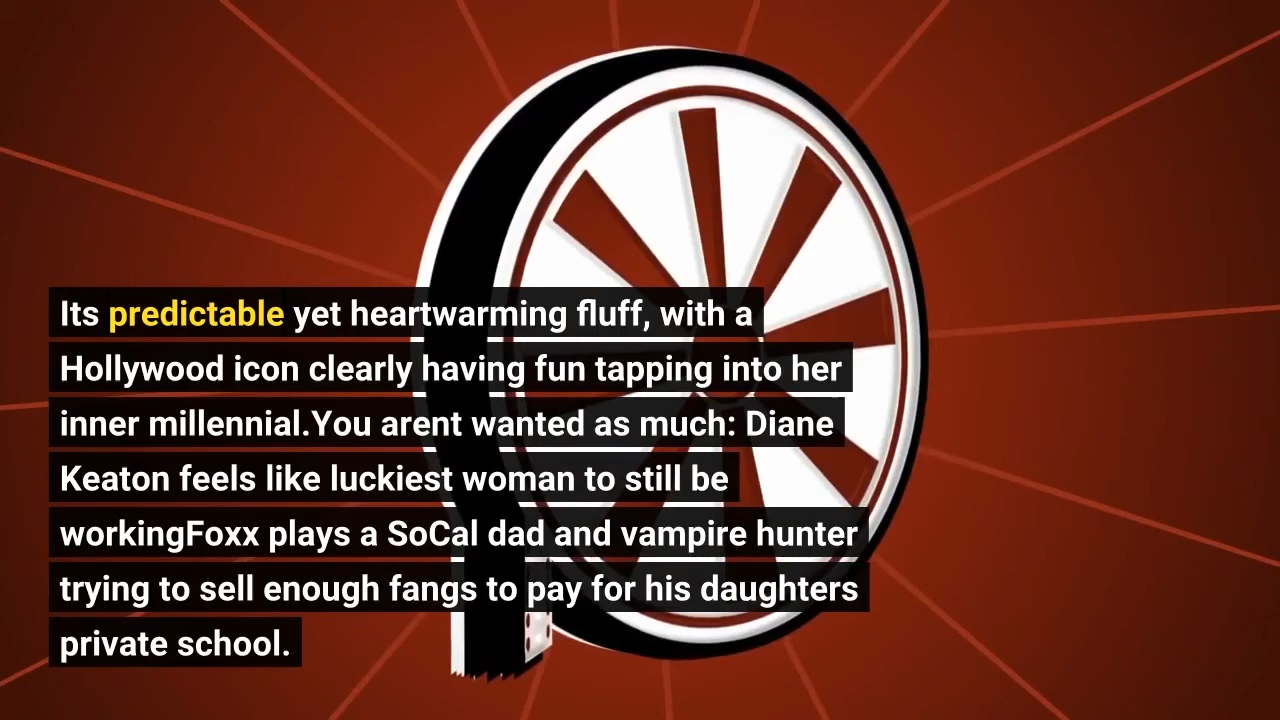 Its predictable yet heartwarming fluff, with a
Hollywood icon clearly having fun tapping into her
inner millennial.You arent wanted as much: Diane
Keaton feels like luckiest woman to still be
workingFoxx plays a SoCal dad and vampire hunter
trying to sell enough fangs to pay for his daughters
private school.